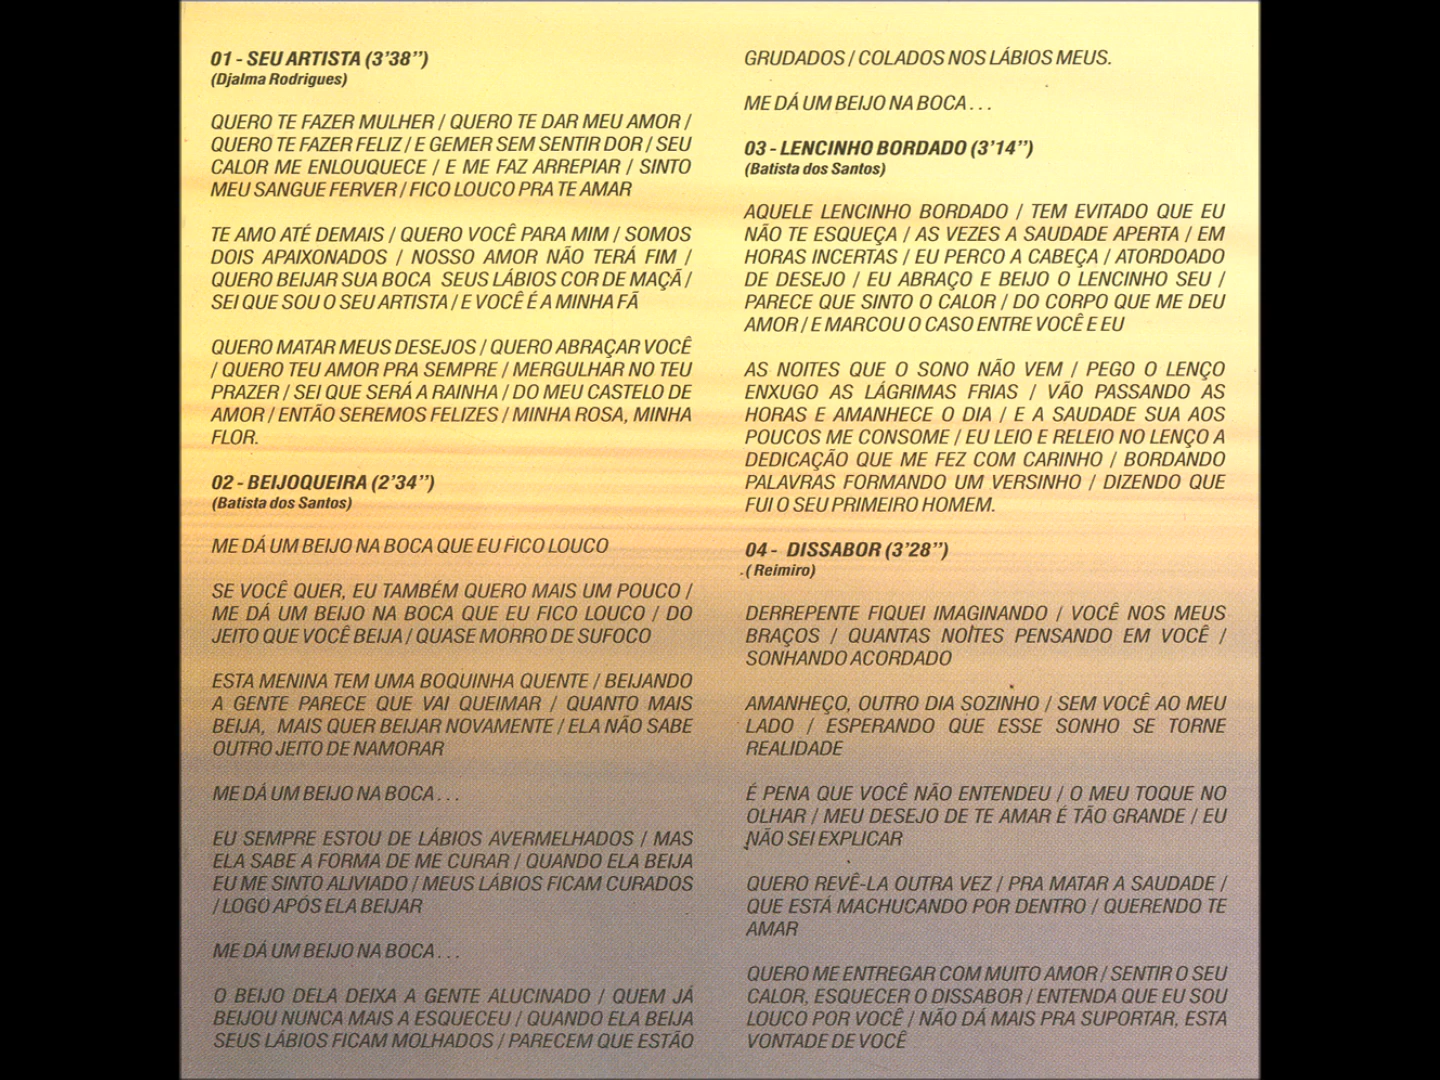 01 - SEU ARTISTA (3'38'')
(Djalma Rodrigues)
QUERO TE FAZER MULHER / QUERO TE DAR MEU AMOR /
QUERO TE FAZER FELIZ / E GEMER SEM SENTIR DOR / SEU
CALOR ME ENLOUQUECE / E ME FAZ ARREPIAR / SINTO
MEU SANGUE FERVER / FICO LOUCO PRA TE AMAR
TE AMO ATÉ DEMAIS / QUERO VOCÊ PARA MIM / SOMOS
DOIS APAIXONADOS / NOSSO AMOR NÃO TERÁ FIM /
QUERO BEIJAR SUA BOCA SEUS LÁBIOS COR DE MAÇÃ /
SEI QUE SOU O SEU ARTISTA / E VOCÊ É A MINHA FÃ
QUERO MATAR MEUS DESEJOS / QUERO ABRAÇAR VOCÊ
/ QUERO TEU AMOR PRA SEMPRE / MERGULHAR NO TEU
PRAZER / SEI QUE SERÁ A RAINHA / DO MEU CASTELO DE
AMOR / ENTÃO SEREMOS FELIZES / MINHA ROSA, MINHA
FLOR.
02 - BEIJOQUEIRA (2'34'')
(Batista dos Santos)
ME DÁ UM BEIJO NA BOCA QUE EU FICO LOUCO
SE VOCÊ QUER, EU TAMBÉM QUERO MAIS UM POUCO /
ME DÁ UM BEIJO NA BOCA QUE EU FICO LOUCO / DO
JEITO QUE VOCÊ BEIJA / QUASE MORRO DE SUFOCO
ESTA MENINA TEM UMA BOQUINHA QUENTE / BEIJANDO
A GENTE PARECE QUE VAI QUEIMAR / QUANTO MAIS
BEIJA, MAIS QUER BEIJAR NOVAMENTE / ELA NÃO SABE
OUTRO JEITO DE NAMORAR
ME DÁ UM BEIJO NA BOCA . . .
EU SEMPRE ESTOU DE LÁBIOS AVERMELHADOS / MAS
ELA SABE A FORMA DE ME CURAR / QUANDO ELA BEIJA
EU ME SINTO ALIVIADO / MEUS LÁBIOS FICAM CURADOS
/ LOGO APÓS ELA BEIJAR
ME DÁ UM BEIJO NA BOCA . . .
O BEIJO DELA DEIXA A GENTE ALUCINADO / QUEM JÁ
BEIJOU NUNCA MAIS A ESQUECEU / QUANDO ELA BEIJA
SEUS LÁBIOS FICAM MOLHADOS / PARECEM QUE ESTÃO
GRUDADOS / COLADOS NOS LÁBIOS MEUS.
ME DÁ UM BEIJO NA BOCA . . .
03 - LENCINHO BORDADO (3'14'')
(Batista dos Santos)
AQUELE LENCINHO BORDADO / TEM EVITADO QUE EU
NÃO TE ESQUEÇA / AS VEZES A SAUDADE APERTA / EM
HORAS INCERTAS / EU PERCO A CABEÇA / ATORDOADO
DE DESEJO / EU ABRAÇO E BEIJO O LENCINHO SEU /
PARECE QUE SINTO O CALOR / DO CORPO QUE ME DEU
AMOR / E MARCOU O CASO ENTRE VOCÊ E EU
AS NOITES QUE O SONO NÃO VEM / PEGO O LENÇO
ENXUGO AS LÁGRIMAS FRIAS / VÃO PASSANDO AS
HORAS E AMANHECE O DIA / E A SAUDADE SUA AOS
POUCOS ME CONSOME / EU LEIO E RELEIO NO LENÇO A
DEDICAÇÃO QUE ME FEZ COM CARINHO / BORDANDO
PALAVRAS FORMANDO UM VERSINHO / DIZENDO QUE
FUI O SEU PRIMEIRO HOMEM.
04 - DISSABOR (3'28'')
( Reimiro)
DERREPENTE FIQUEI IMAGINANDO / VOCÊ NOS MEUS
BRAÇOS / QUANTAS NOITES PENSANDO EM VOCÊ /
SONHANDO ACORDADO
AMANHEÇO, OUTRO DIA SOZINHO / SEM VOCÊ AO MEU
LADO / ESPERANDO QUE ESSE SONHO SE TORNE
REALIDADE
É PENA QUE VOCÊ NÃO ENTENDEU / O MEU TOQUE NO
OLHAR / MEU DESEJO DE TE AMAR É TÃO GRANDE / EU
NÃO SEI EXPLICAR
QUERO REVÊ-LA OUTRA VEZ / PRA MATAR A SAUDADE /
QUE ESTÁ MACHUCANDO POR DENTRO / QUERENDO TE
AMAR
QUERO ME ENTREGAR COM MUITO AMOR / SENTIR O SEU
CALOR, ESQUECER O DISSABOR / ENTENDA QUE EU SOU
LOUCO POR VOCÊ / NÃO DÁ MAIS PRA SUPORTAR, ESTA
VONTADE DE VOCÊ